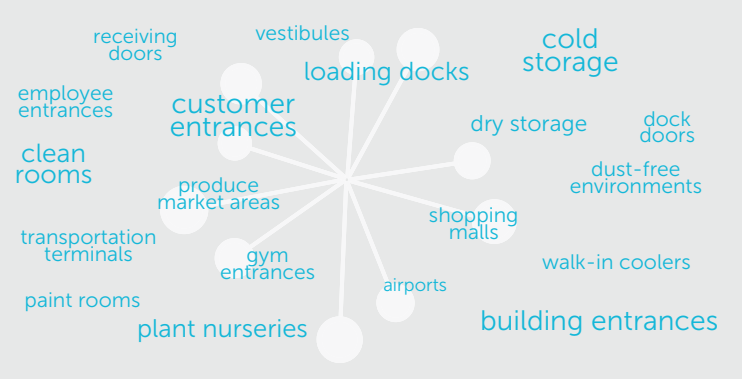 receiving
doors
vestibules
cold
storage
loading docks
employee
entrances
customer
entrances
dry storage
dock
doors
clean
rooms
dust-free
environments
produce
market areas
shopping
malls
transportation
terminals
gym
entrances
walk-in coolers
airports
paint rooms
plant nurseries
building entrances